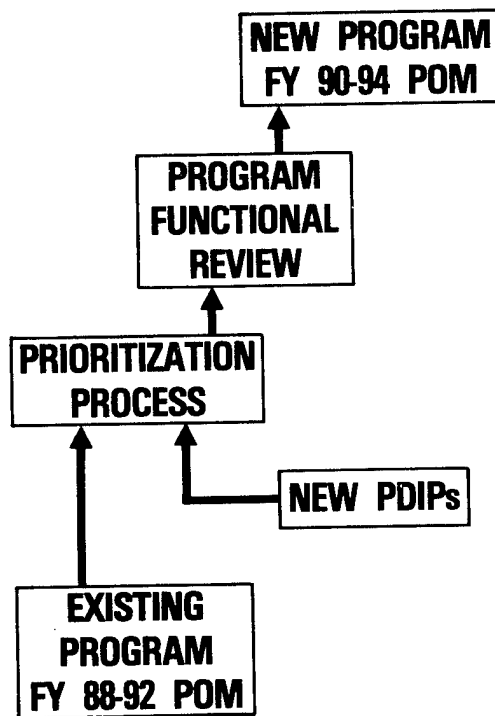 NEW PROGRAM
FY 90-94 POM
PROGRAM
FUNCTIONAL
REVIEW
PRIORITIZATION
PROCESS
NEW PDIPs
EXISTING
PROGRAM
FY 88-92 POM